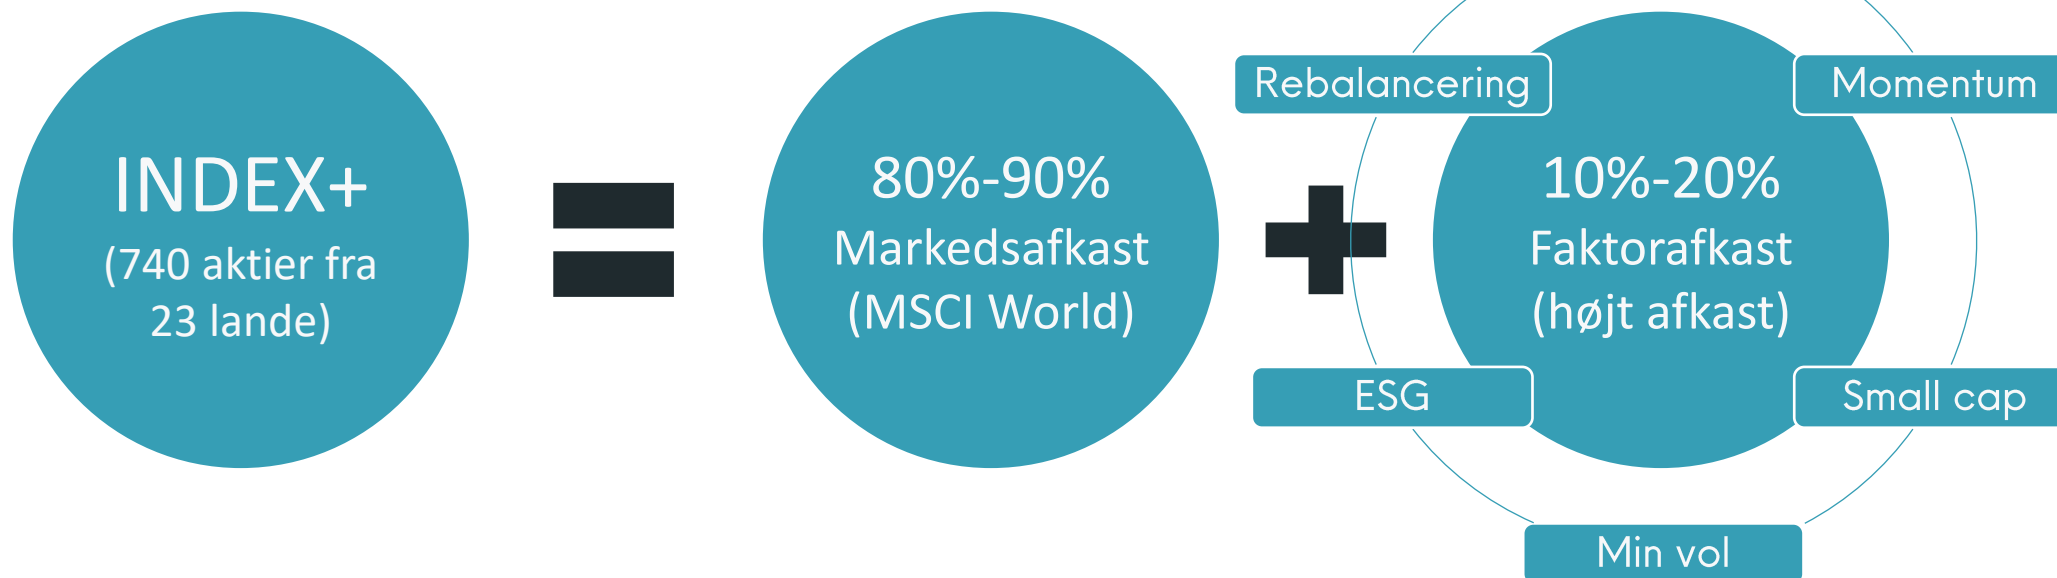 INDEX+
(740 aktier fra
23 lande)
80%-90%
Markedsafkast
(MSCI World)
Rebalancering
Momentum
10%-20%
Faktorafkast
(højt afkast)
ESG
Small cap
Min vol